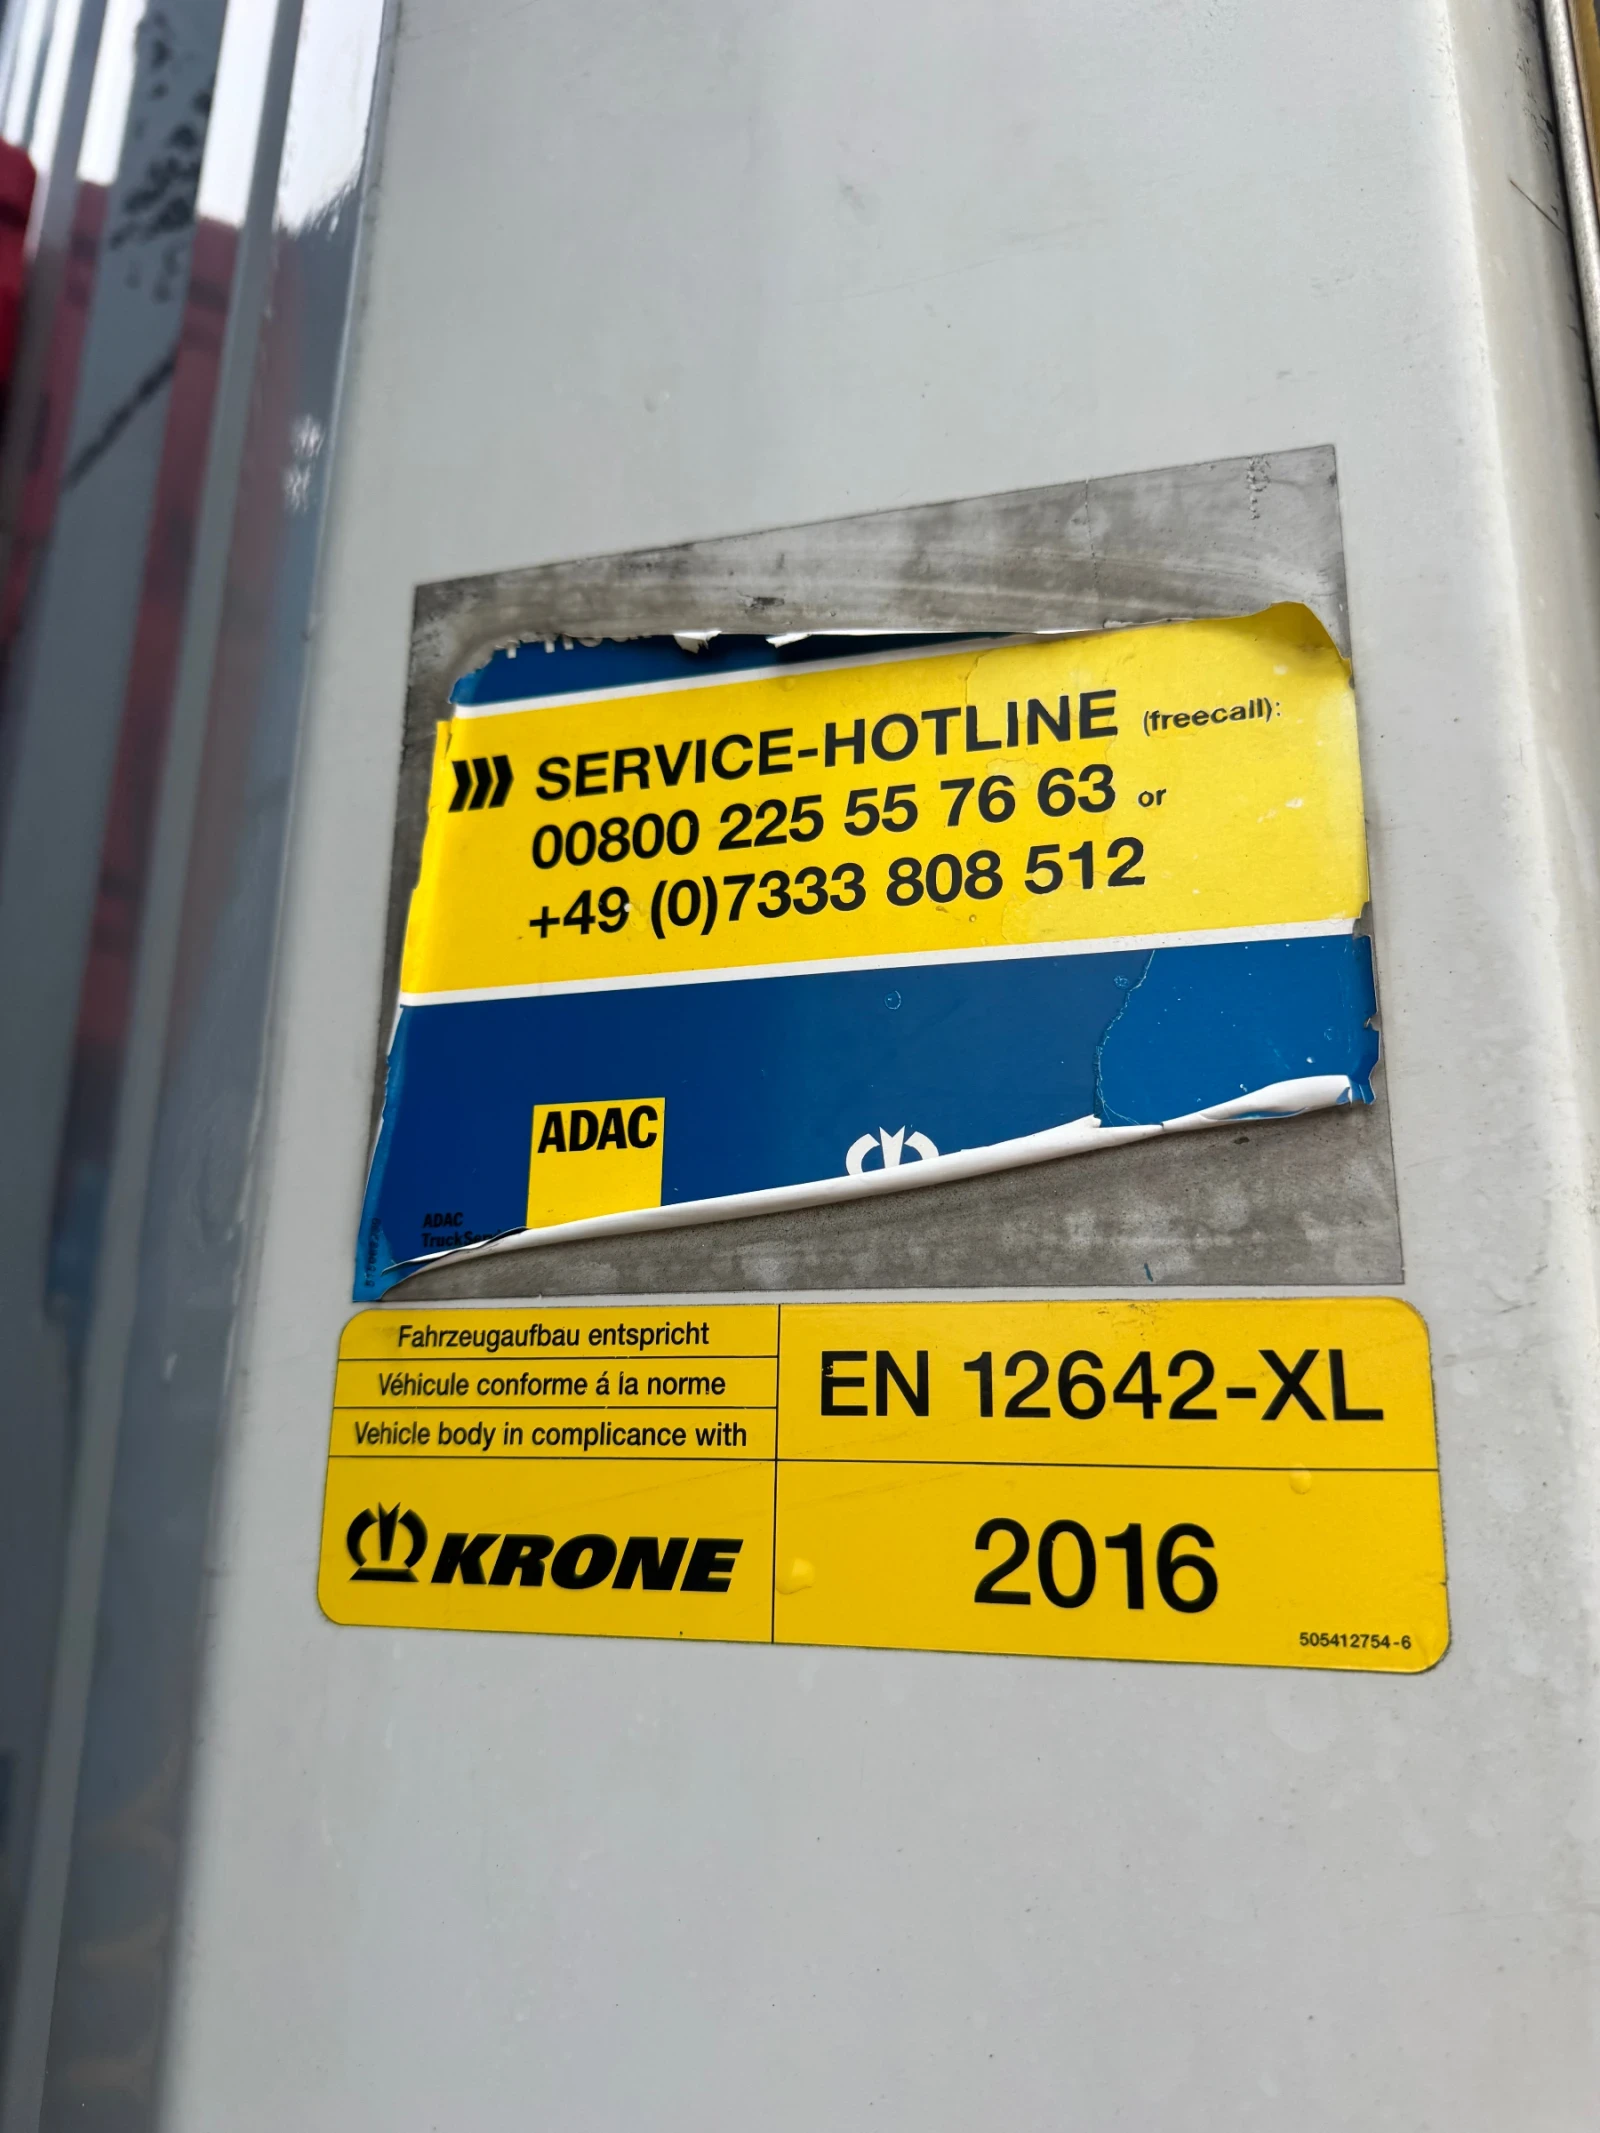 SERVICE-HOTLINE (freecall):
00800 225 55 76 63 or
+49 (0)7333 808 512
ADAC
ADAC
Fahrzeugaufbau entspricht
Véhicule conforme á la norme
Vehicle body in complicance with
EN 12642-XL
KRONE
2016
505412754-6